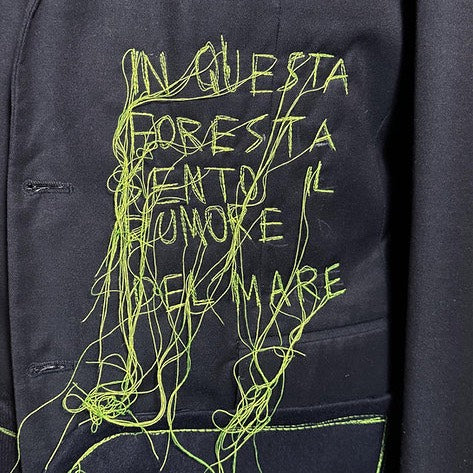 IN QUESTA
FORESTA
SENTO IL
RUMORE
DEL MARE